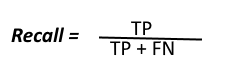 Recall = TP
TP + FN